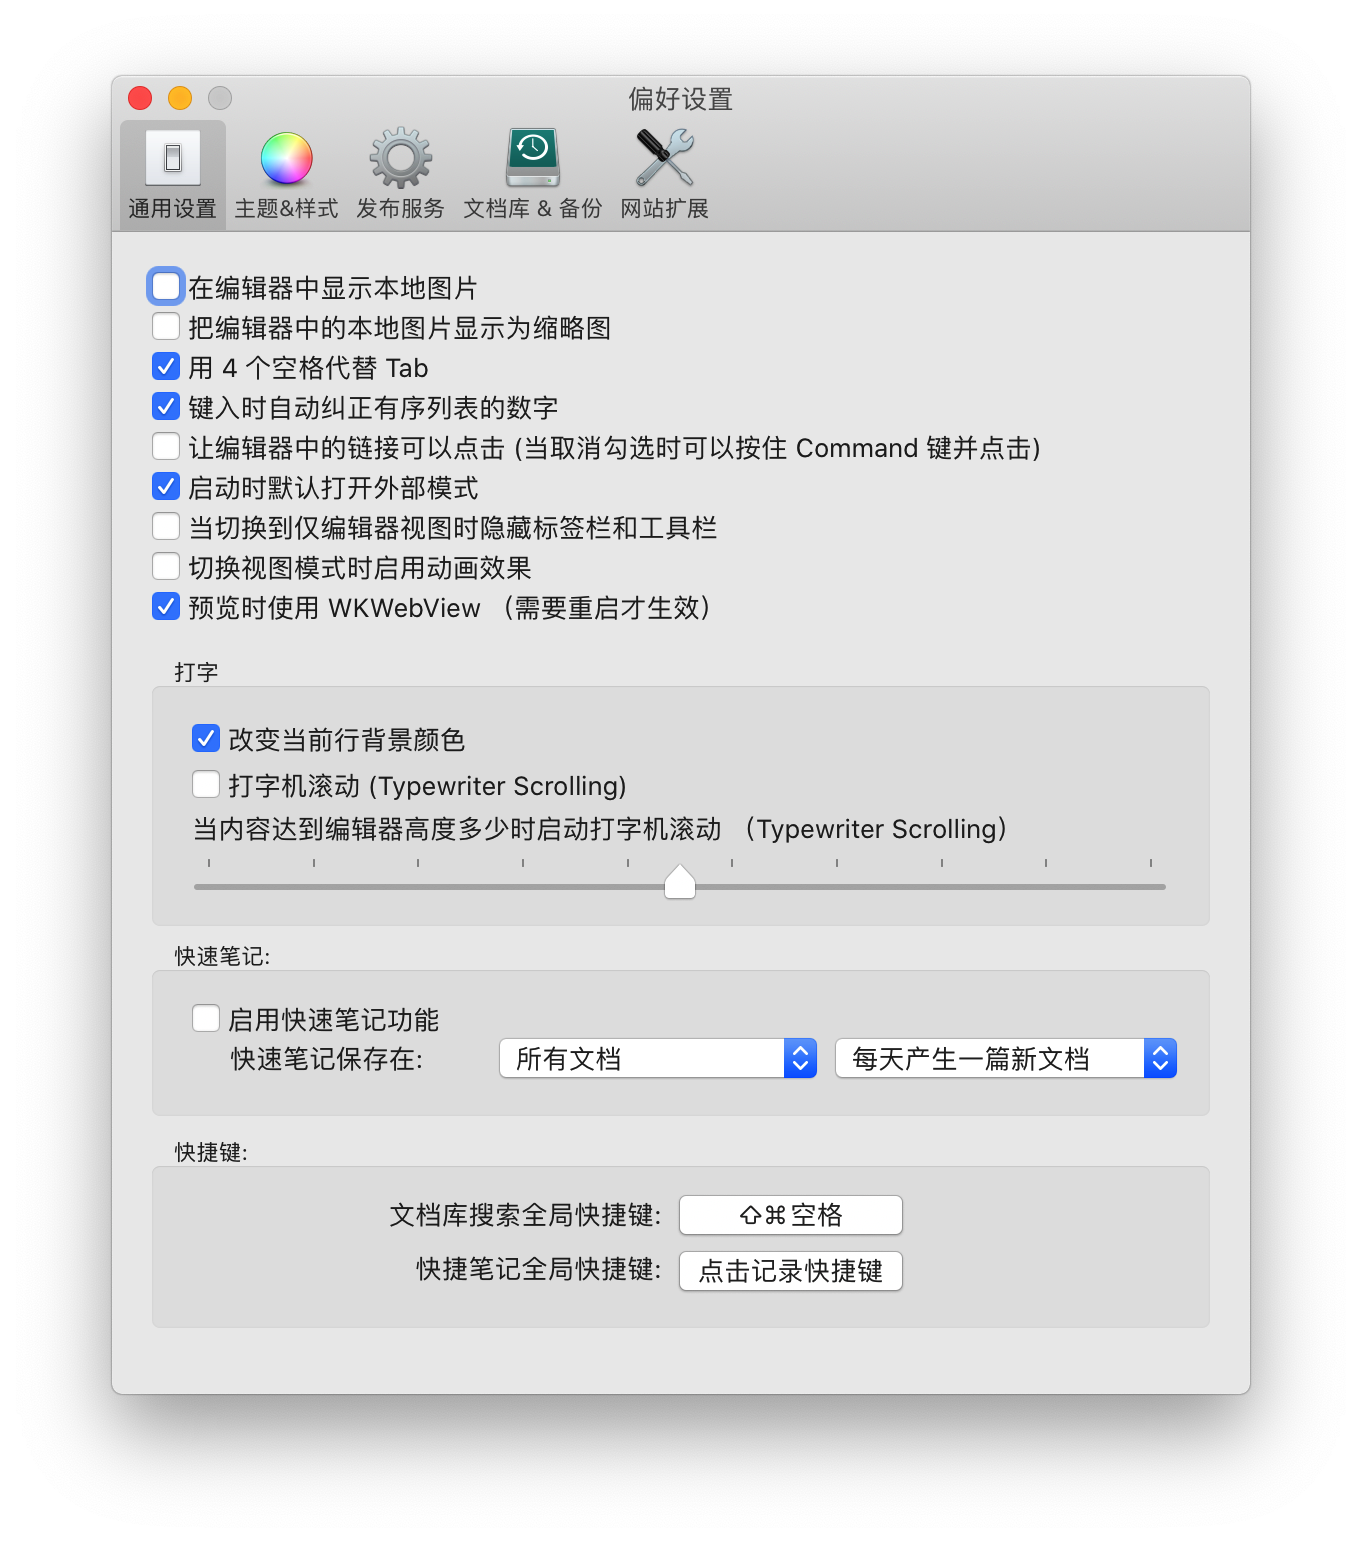 偏好设置
通用设置 主题&样式 发布服务 文档库 & 备份 网站扩展
在编辑器中显示本地图片
把编辑器中的本地图片显示为缩略图
用 4 个空格代替 Tab
键入时自动纠正有序列表的数字
让编辑器中的链接可以点击 (当取消勾选时可以按住 Command 键并点击)
启动时默认打开外部模式
当切换到仅编辑器视图时隐藏标签栏和工具栏
切换视图模式时启用动画效果
预览时使用 WKWebView （需要重启才生效）
打字
改变当前行背景颜色
打字机滚动 (Typewriter Scrolling)
当内容达到编辑器高度多少时启动打字机滚动 （Typewriter Scrolling）
快速笔记:
启用快速笔记功能
快速笔记保存在: 所有文档 每天产生一篇新文档
快捷键:
文档库搜索全局快捷键: ⇧⌘空格
快捷笔记全局快捷键: 点击记录快捷键